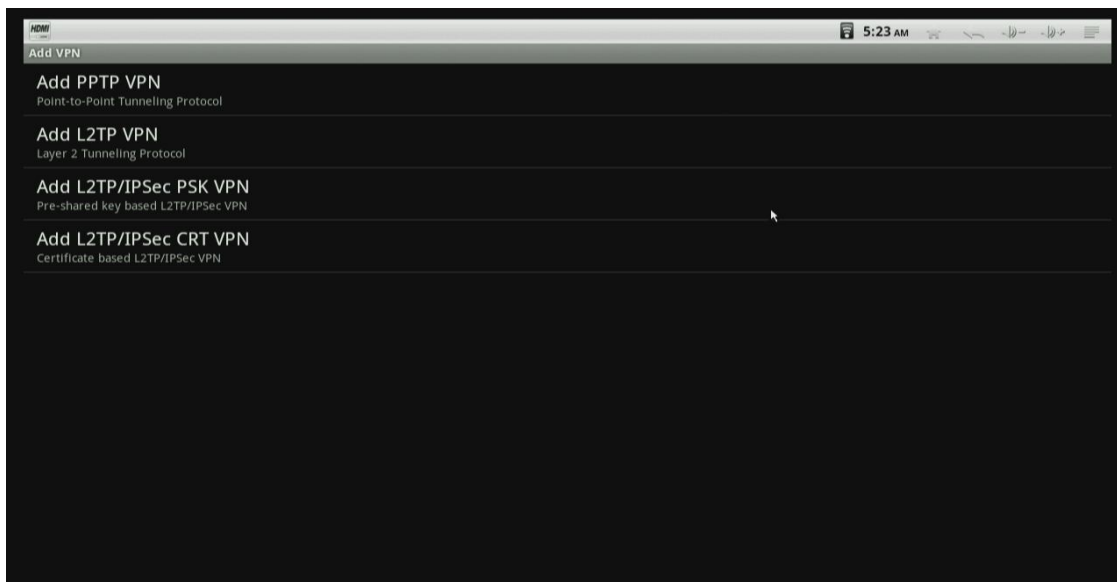 HDMI
5:23 AM
Add VPN
Add PPTP VPN
Point-to-Point Tunneling Protocol
Add L2TP VPN
Layer 2 Tunneling Protocol
Add L2TP/IPSec PSK VPN
Pre-shared key based L2TP/IPSec VPN
Add L2TP/IPSec CRT VPN
Certificate based L2TP/IPSec VPN